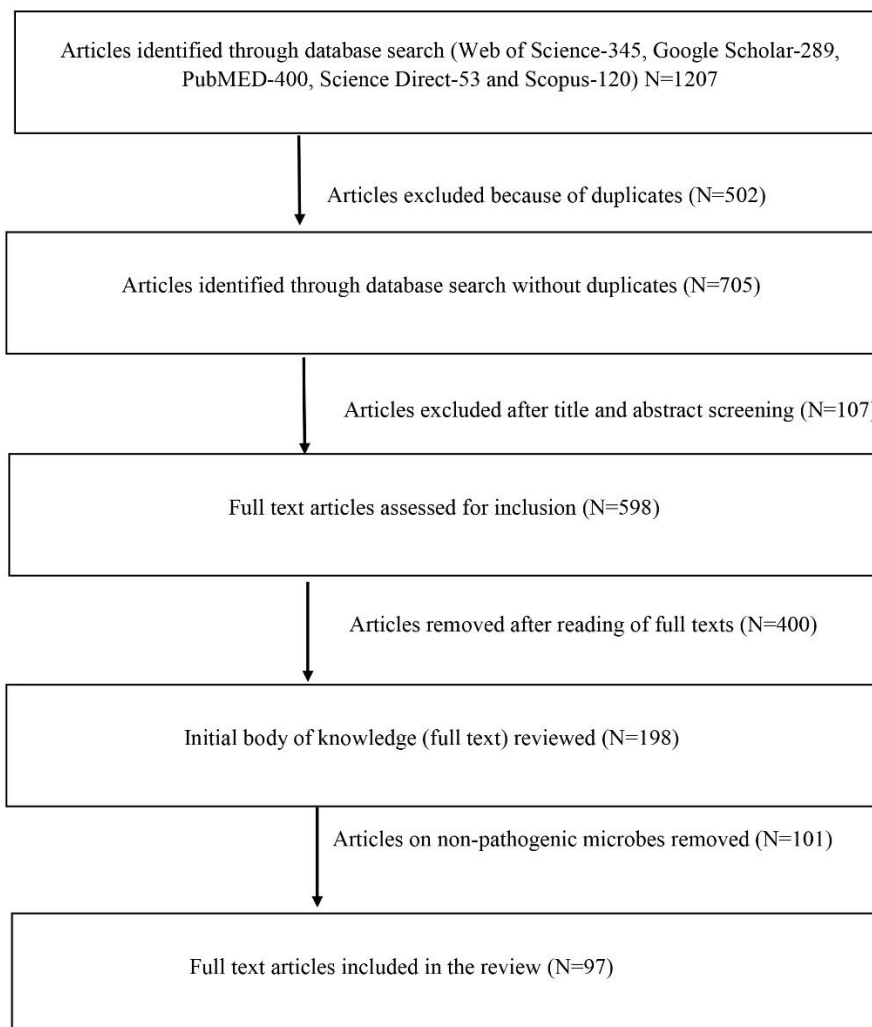 Articles identified through database search (Web of Science-345, Google Scholar-289,
PubMED-400, Science Direct-53 and Scopus-120) N=1207
Articles excluded because of duplicates (N=502)
Articles identified through database search without duplicates (N=705)
Articles excluded after title and abstract screening (N=107)
Full text articles assessed for inclusion (N=598)
Articles removed after reading of full texts (N=400)
Initial body of knowledge (full text) reviewed (N=198)
Articles on non-pathogenic microbes removed (N=101)
Full text articles included in the review (N=97)